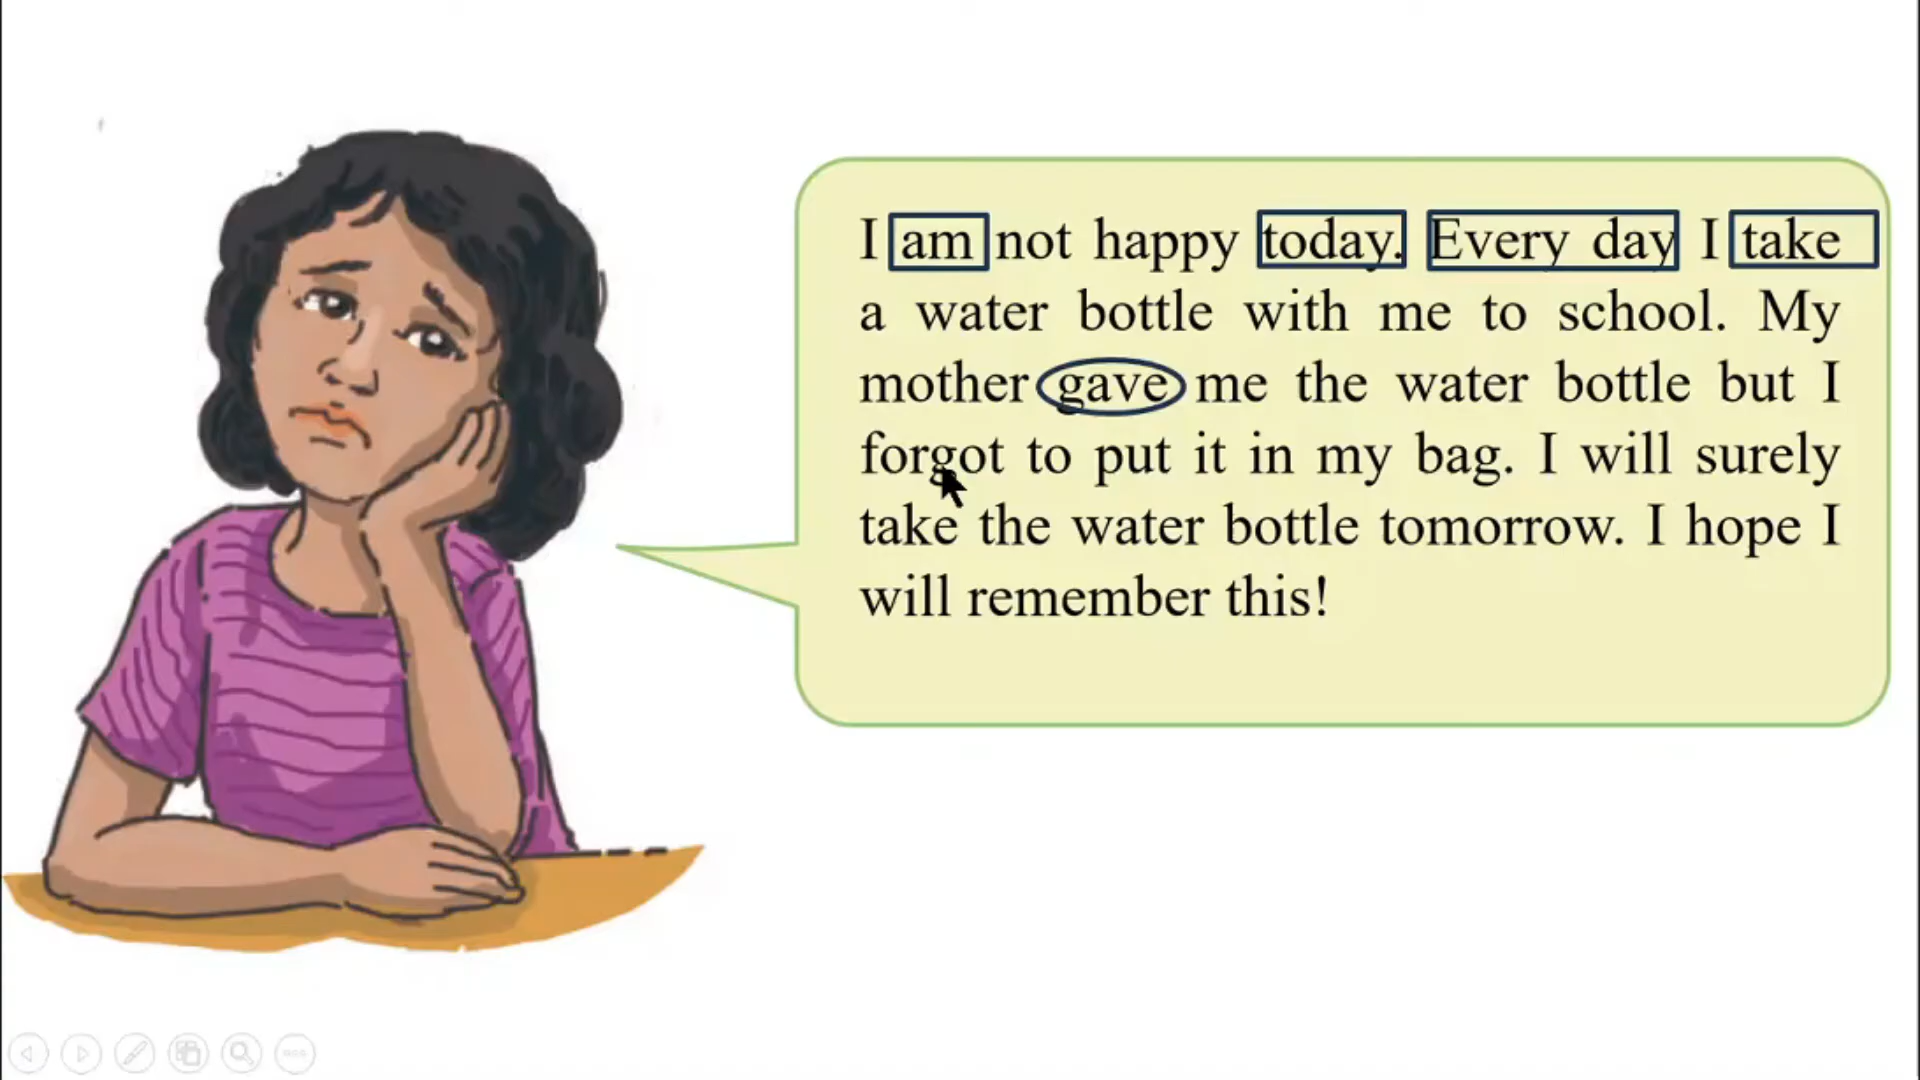 I am not happy today. Every day I take
a water bottle with me to school. My
mother gave me the water bottle but I
forgot to put it in my bag. I will surely
take the water bottle tomorrow. I hope I
will remember this!